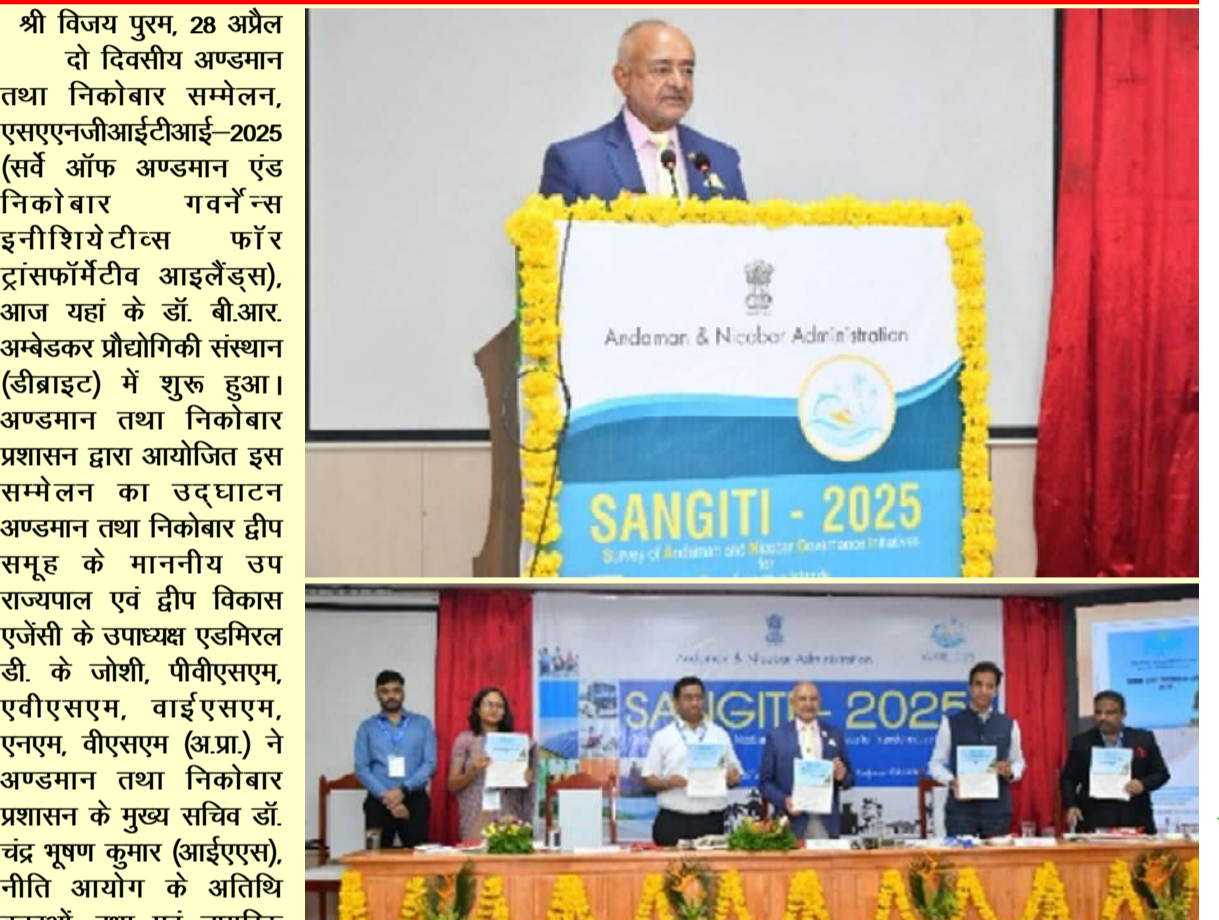 श्री विजय पुरम, 28 अप्रैल
दो दिवसीय अण्डमान
तथा निकोबार सम्मेलन,
एसएएनजीआईटीआई–2025
(सर्वे ऑफ अण्डमान एंड
निकोबार गवर्नेन्स
इनीशियेटीव्स फॉर
ट्रांसफॉर्मेटीव आइलैंड्स),
आज यहां के डॉ. बी.आर.
अम्बेडकर प्रौद्योगिकी संस्थान
(डीब्राइट) में शुरू हुआ।
अण्डमान तथा निकोबार
प्रशासन द्वारा आयोजित इस
सम्मेलन का उद्घाटन
अण्डमान तथा निकोबार द्वीप
समूह के माननीय उप
राज्यपाल एवं द्वीप विकास
एजेंसी के उपाध्यक्ष एडमिरल
डी. के जोशी, पीवीएसएम,
एवीएसएम, वाईएसएम,
एनएम, वीएसएम (अ.प्रा.) ने
अण्डमान तथा निकोबार
प्रशासन के मुख्य सचिव डॉ.
चंद्र भूषण कुमार (आईएएस),
नीति आयोग के अतिथि
Andaman & Nicobar Administration
SANGITI - 2025
Survey of Andaman and Nicobar Governance Initiatives
for
Andaman & Nicobar Administration
SANGITI - 2025